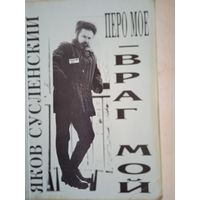 ЯКОВ СУСЛЕНСКИЙ
ПЕРО МОЕ
— ВРАГ МОЙ